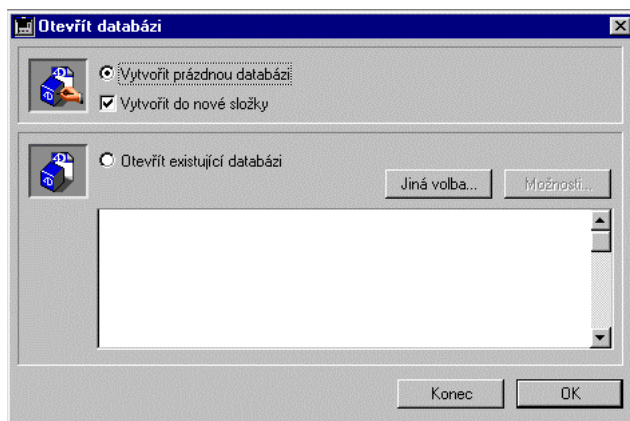 Otevřít databázi
Vytvořit prázdnou databázi
Vytvořit do nové složky
Otevřít existující databázi
Jiná volba...
Možnosti...
Konec
OK